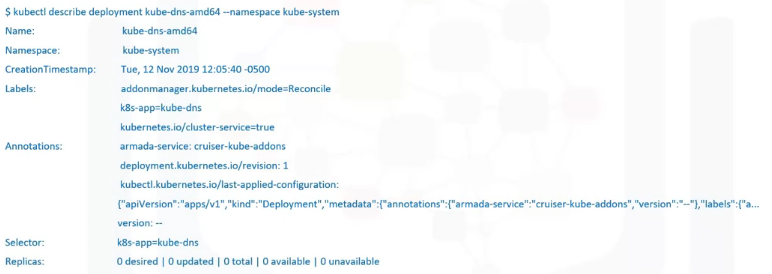 $ kubectl describe deployment kube-dns-amd64 --namespace kube-system
Name: kube-dns-amd64
Namespace: kube-system
CreationTimestamp: Tue, 12 Nov 2019 12:05:40 -0500
Labels: addonmanager.kubernetes.io/mode=Reconcile
k8s-app=kube-dns
kubernetes.io/cluster-service=true
Annotations: armada-service: cruiser-kube-addons
deployment.kubernetes.io/revision: 1
kubectl.kubernetes.io/last-applied-configuration:
{"apiVersion":"apps/v1","kind":"Deployment","metadata":{"annotations":{"armada-service":"cruiser-kube-addons","version":"--"},"labels":{"a...
version: --
Selector: k8s-app=kube-dns
Replicas: 0 desired | 0 updated | 0 total | 0 available | 0 unavailable